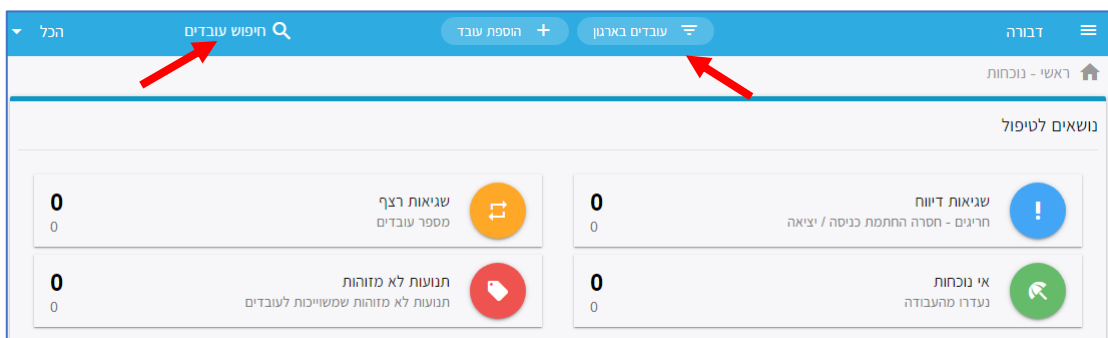 דבורה עובדים בארגון הוספת עובד חיפוש עובדים הכל
ראשי - נוכחות
נושאים לטיפול
שגיאות דיווח 0
חריגים - חסרה החתמת כניסה / יציאה 0
שגיאות רצף 0
מספר עובדים 0
אי נוכחות 0
נעדרו מהעבודה 0
תנועות לא מזוהות 0
תנועות לא מזוהות שמשוייכות לעובדים 0